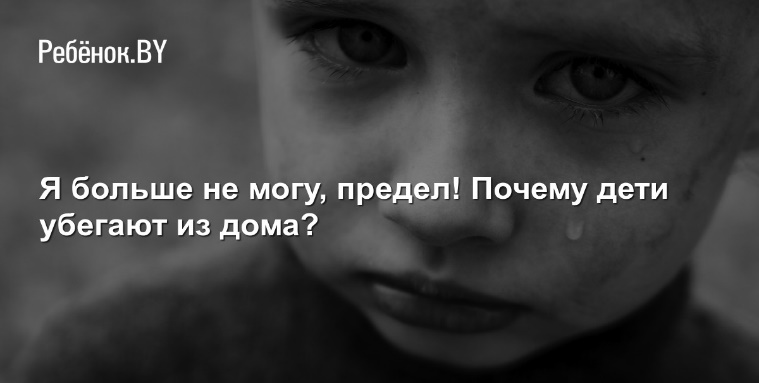 Ребёнок.BY
Я больше не могу, предел! Почему дети
убегают из дома?